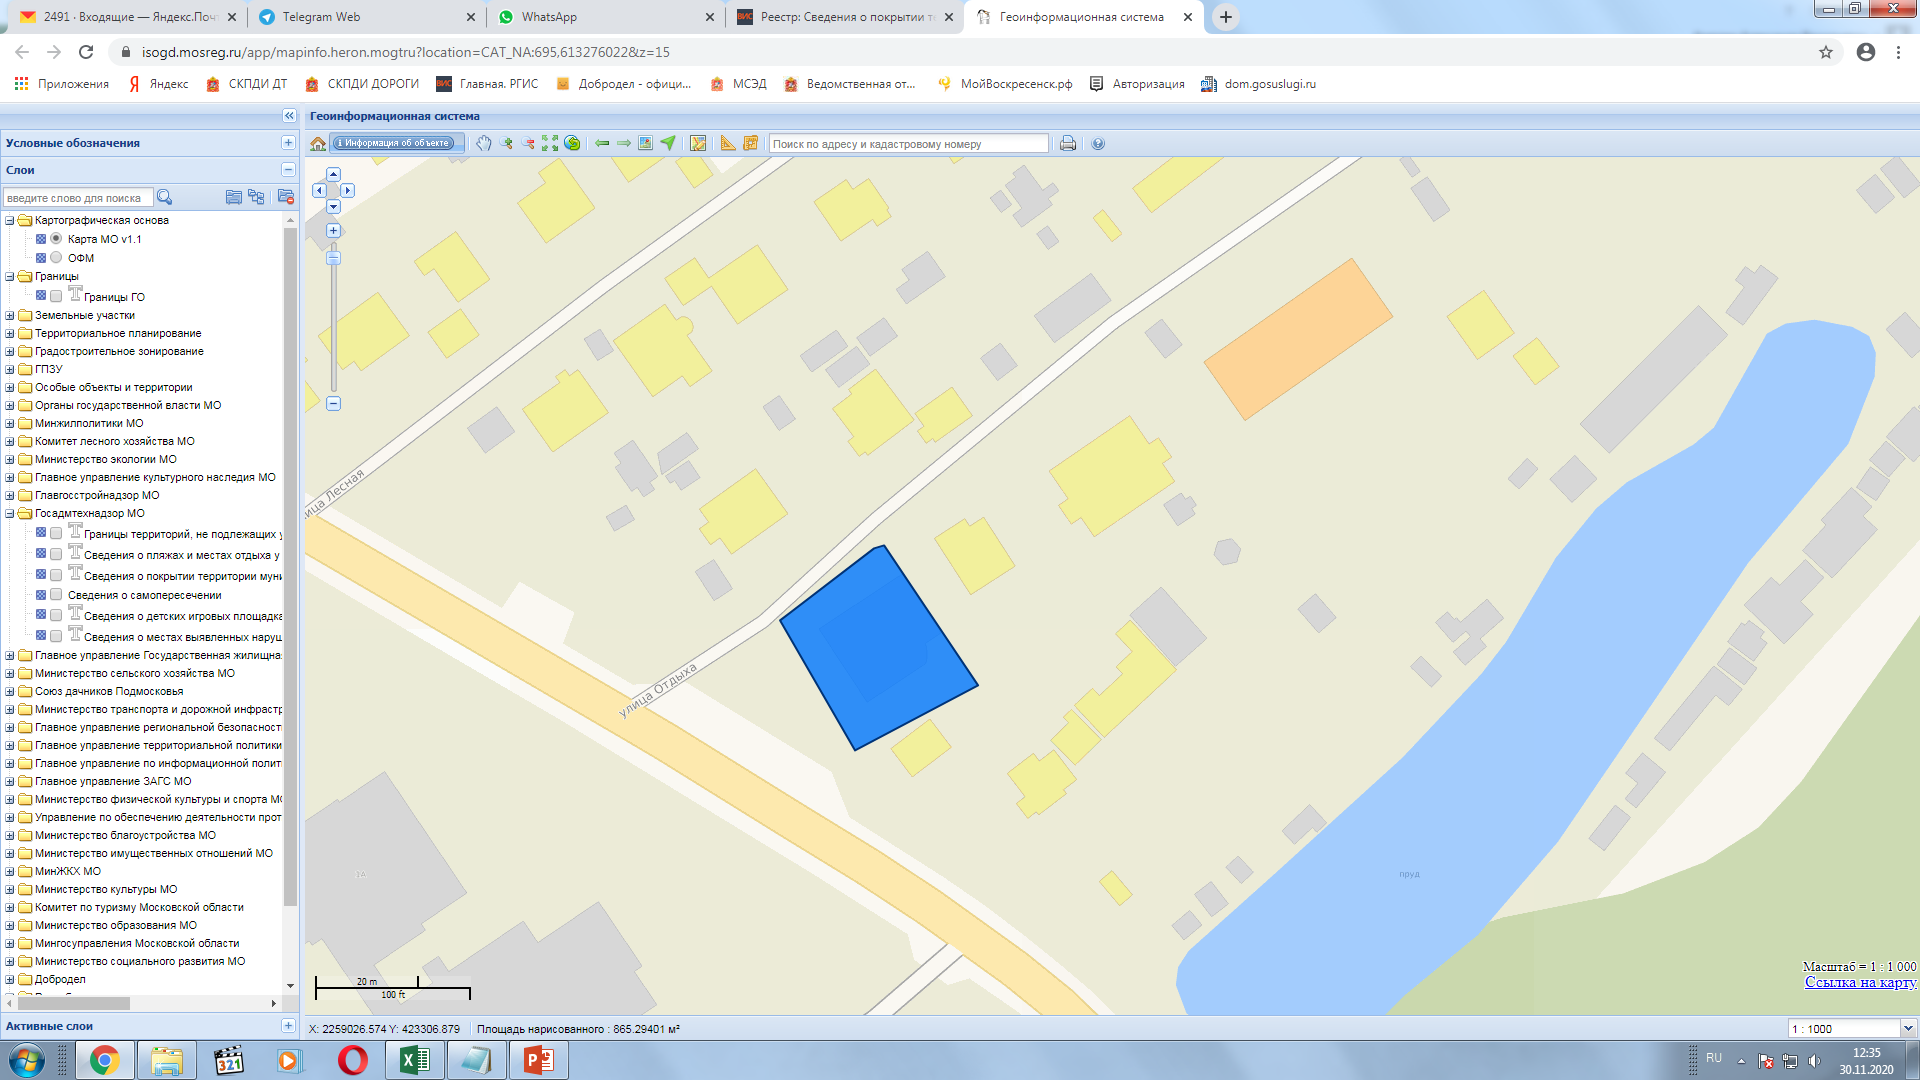 2491 · Входящие — Яндекс.Поч
Telegram Web
WhatsApp
Реестр: Сведения о покрытии т
Геоинформационная система
isogd.mosreg.ru/app/mapinfo.heron.mogtru?location=CAT_NA:695,613276022&z=15
Приложения
Яндекс
СКПДИ ДТ
СКПДИ ДОРОГИ
Главная. РГИС
Добродел - офици...
МСЭД
Ведомственная от...
МойВоскресенск.рф
Авторизация
dom.gosuslugi.ru
Геоинформационная система
Условные обозначения
Информация об объекте
Поиск по адресу и кадастровому номеру
Слои
введите слово для поиска
Картографическая основа
Карта МО v1.1
ОФМ
Границы
Границы ГО
Земельные участки
Территориальное планирование
Градостроительное зонирование
ГПЗУ
Особые объекты и территории
Органы государственной власти МО
Минжилполитики МО
Комитет лесного хозяйства МО
Министерство экологии МО
Главное управление культурного наследия МО
Главгосстройнадзор МО
Госадмтехнадзор МО
Границы территорий, не подлежащих у
Сведения о пляжах и местах отдыха у
Сведения о покрытии территории муни
Сведения о самопересечении
Сведения о детских игровых площадка
Сведения о местах выявленных наруш
Главное управление Государственная жилищна
Министерство сельского хозяйства МО
Союз дачников Подмосковья
Министерство транспорта и дорожной инфрастр
Главное управление региональной безопасност
Главное управление территориальной политики
Главное управление по информационной полит
Главное управление ЗАГС МО
Министерство физической культуры и спорта МО
Управление по обеспечению деятельности прот
Министерство благоустройства МО
Министерство имущественных отношений МО
МинЖКХ МО
Министерство культуры МО
Комитет по туризму Московской области
Министерство образования МО
Мингосуправления Московской области
Министерство социального развития МО
Добродел
Активные слои
ица Лесная
улица Отдыха
1А
пруд
20 m
100 ft
Масштаб = 1 : 1 000
Ссылка на карту
X: 2259026.574 Y: 423306.879
Площадь нарисованного : 865.29401 м²
1 : 1000
RU
12:35
30.11.2020